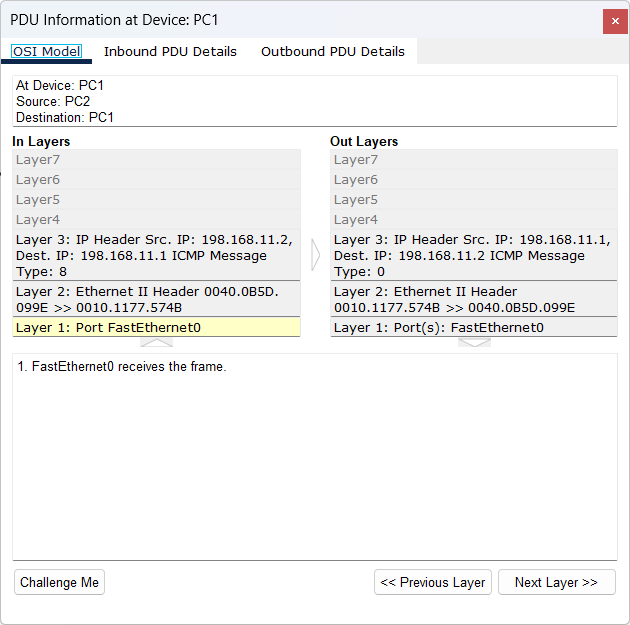 PDU Information at Device: PC1
OSI Model Inbound PDU Details Outbound PDU Details
At Device: PC1
Source: PC2
Destination: PC1
In Layers
Layer7
Layer6
Layer5
Layer4
Layer 3: IP Header Src. IP: 198.168.11.2,
Dest. IP: 198.168.11.1 ICMP Message
Type: 8
Layer 2: Ethernet II Header 0040.0B5D.
099E >> 0010.1177.574B
Layer 1: Port FastEthernet0
Out Layers
Layer7
Layer6
Layer5
Layer4
Layer 3: IP Header Src. IP: 198.168.11.1,
Dest. IP: 198.168.11.2 ICMP Message
Type: 0
Layer 2: Ethernet II Header
0010.1177.574B >> 0040.0B5D.099E
Layer 1: Port(s): FastEthernet0
1. FastEthernet0 receives the frame.
Challenge Me << Previous Layer Next Layer >>